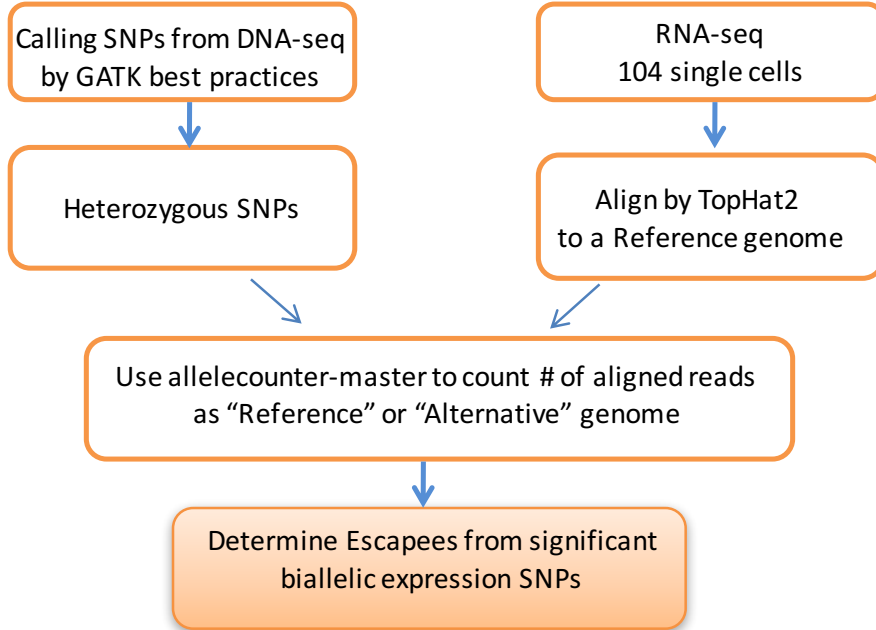 Calling SNPs from DNA-seq
by GATK best practices
RNA-seq
104 single cells
Heterozygous SNPs
Align by TopHat2
to a Reference genome
Use allelecounter-master to count # of aligned reads
as “Reference” or “Alternative” genome
Determine Escapees from significant
biallelic expression SNPs